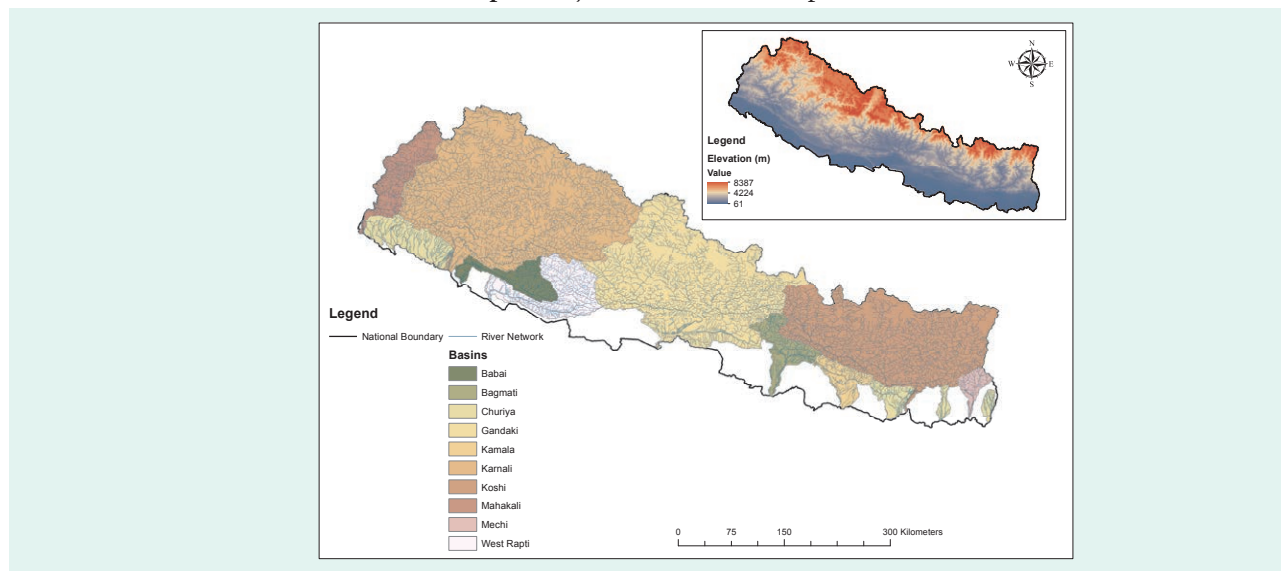 N
W E
S
Legend
Elevation (m)
Value
8387
4224
61
Legend
National Boundary River Network
Basins
Babai
Bagmati
Churiya
Gandaki
Kamala
Karnali
Koshi
Mahakali
Mechi
West Rapti
0 75 150 300 Kilometers